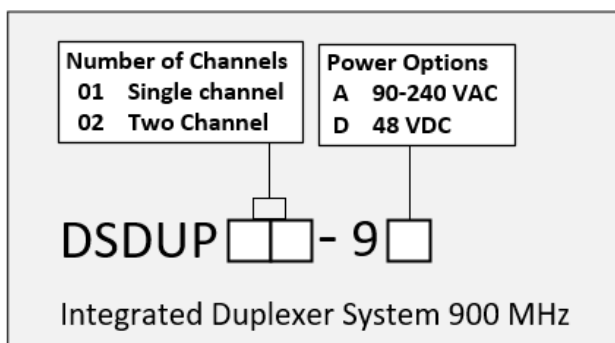 Number of Channels
01 Single channel
02 Two Channel
Power Options
A 90-240 VAC
D 48 VDC
DSDUP - 9
Integrated Duplexer System 900 MHz